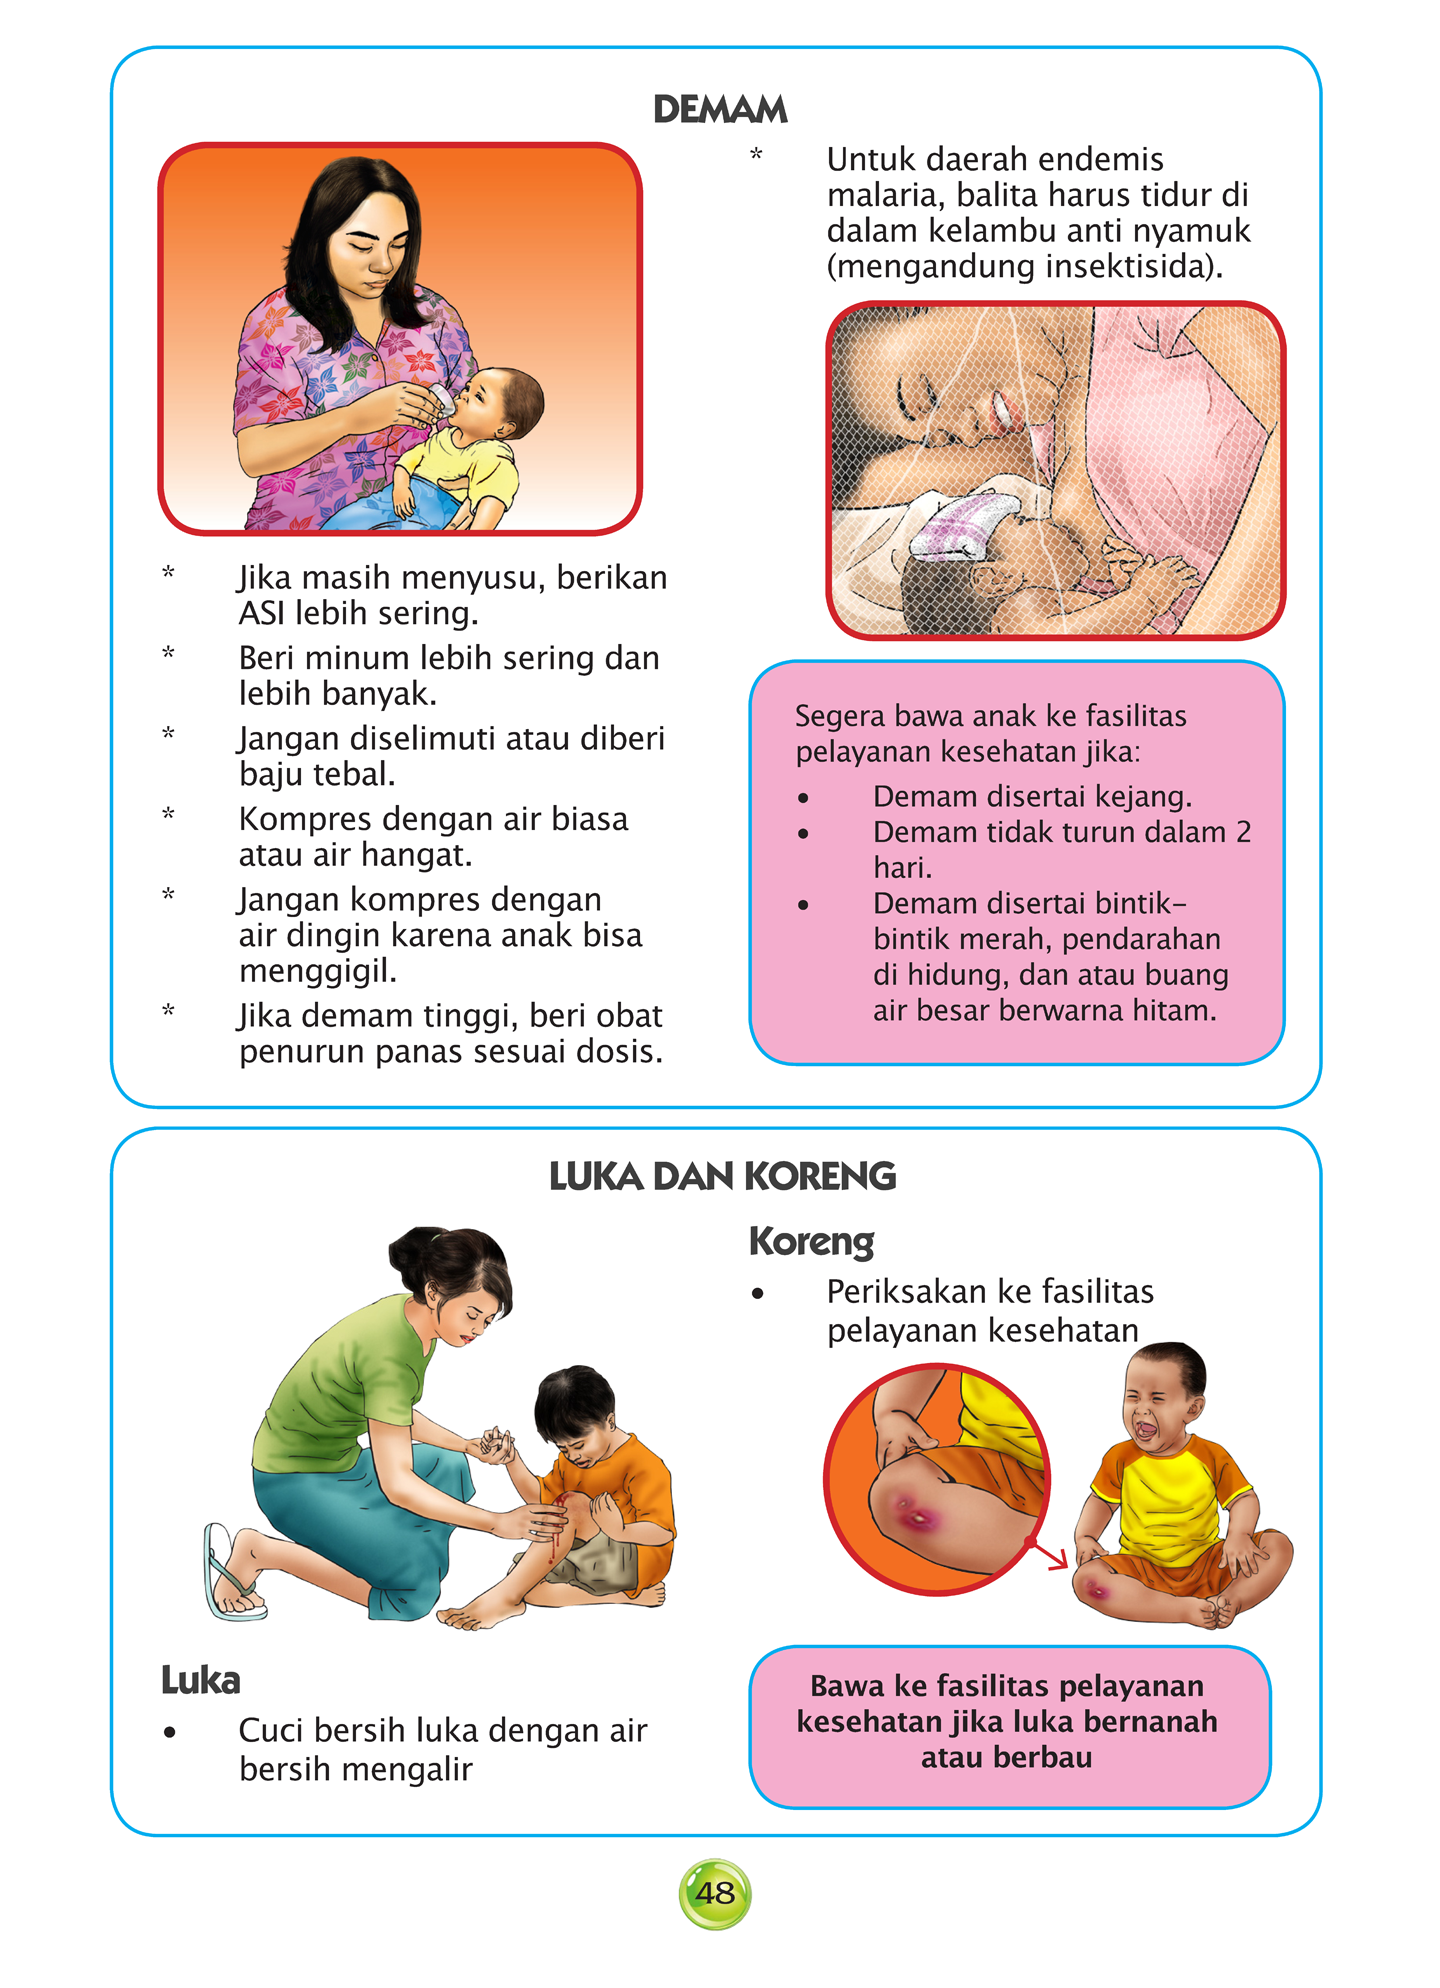 DEMAM
* Jika masih menyusu, berikan
ASI lebih sering.
* Beri minum lebih sering dan
lebih banyak.
* Jangan diselimuti atau diberi
baju tebal.
* Kompres dengan air biasa
atau air hangat.
* Jangan kompres dengan
air dingin karena anak bisa
menggigil.
* Jika demam tinggi, beri obat
penurun panas sesuai dosis.
* Untuk daerah endemis
malaria, balita harus tidur di
dalam kelambu anti nyamuk
(mengandung insektisida).
Segera bawa anak ke fasilitas
pelayanan kesehatan jika:
• Demam disertai kejang.
• Demam tidak turun dalam 2
hari.
• Demam disertai bintik-
bintik merah, pendarahan
di hidung, dan atau buang
air besar berwarna hitam.
LUKA DAN KORENG
Luka
• Cuci bersih luka dengan air
bersih mengalir
Koreng
• Periksakan ke fasilitas
pelayanan kesehatan
Bawa ke fasilitas pelayanan
kesehatan jika luka bernanah
atau berbau
48